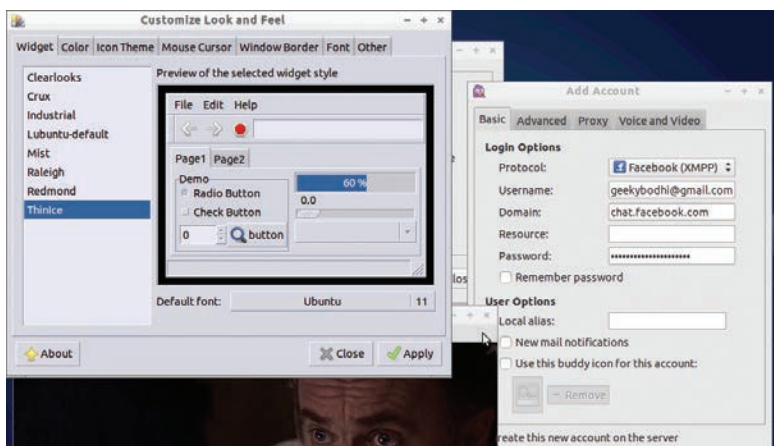 Customize Look and Feel
Widget Color Icon Theme Mouse Cursor Window Border Font Other
Clearlooks
Crux
Industrial
Lubuntu-default
Mist
Raleigh
Redmond
Thinice
Preview of the selected widget style
File Edit Help
Page1 Page2
Demo
Radio Button
Check Button
0
button
60 %
0.0
Default font:
Ubuntu 11
About
Close
Apply
Add Account
Basic Advanced Proxy Voice and Video
Login Options
Protocol: Facebook (XMPP)
Username: geekybodhi@gmail.com
Domain: chat.facebook.com
Resource:
Password:
Remember password
User Options
Local alias:
New mail notifications
Use this buddy icon for this account:
Remove
reate this new account on the server
los